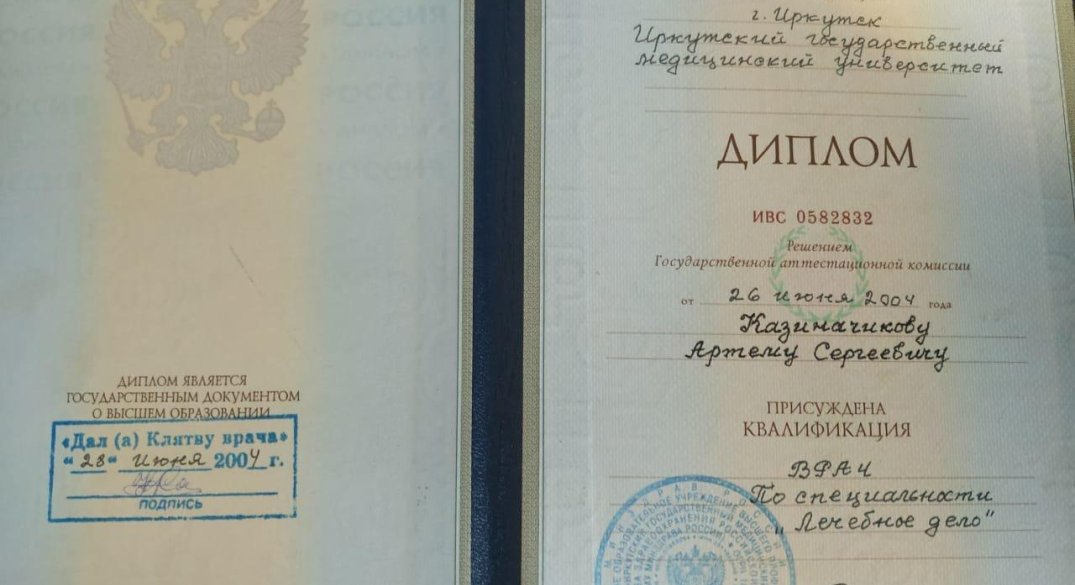 ДИПЛОМ ЯВЛЯЕТСЯ
ГОСУДАРСТВЕННЫМ ДОКУМЕНТОМ
О ВЫСШЕМ ОБРАЗОВАНИИ
«Дал (а) Клятву врача»
“28“ июня 2004 г.
подпись
г. Иркутск
Иркутский государственный
медицинский университет
ДИПЛОМ
ИВС 0582832
Решением
Государственной аттестационной комиссии
от 26 июня 2004 года
Казиначикову
Артему Сергеевичу
ПРИСУЖДЕНА
КВАЛИФИКАЦИЯ
ВРАЧ
По специальности
„Лечебное дело"